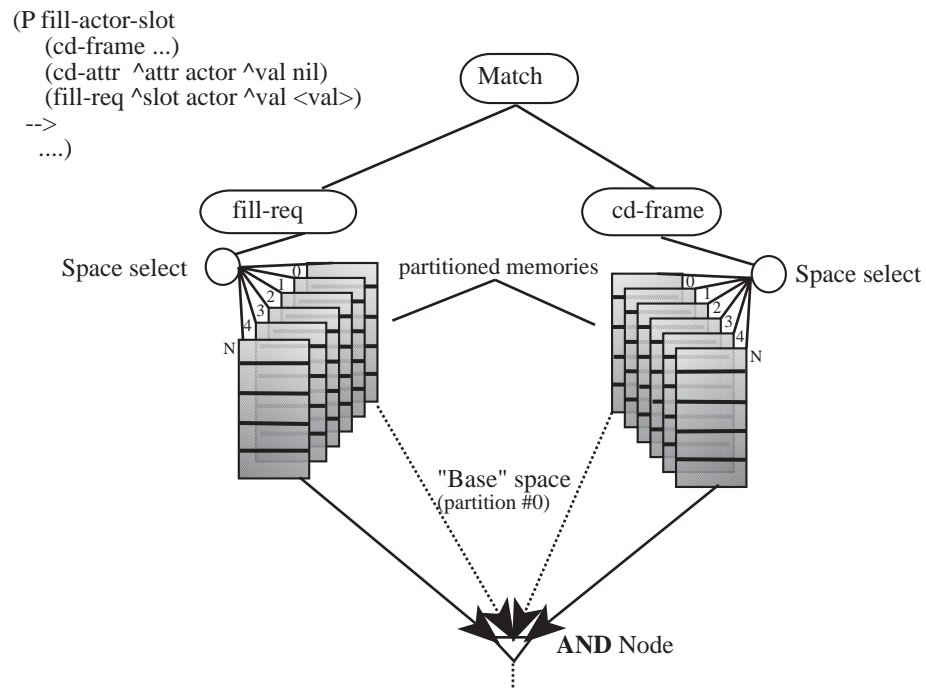 (P fill-actor-slot
(cd-frame ...)
(cd-attr ^attr actor ^val nil)
(fill-req ^slot actor ^val <val>)
-->
....)
Match
fill-req
cd-frame
Space select
0
1
2
3
4
N
partitioned memories
0
1
2
3
4
N
Space select
"Base" space
(partition #0)
AND Node